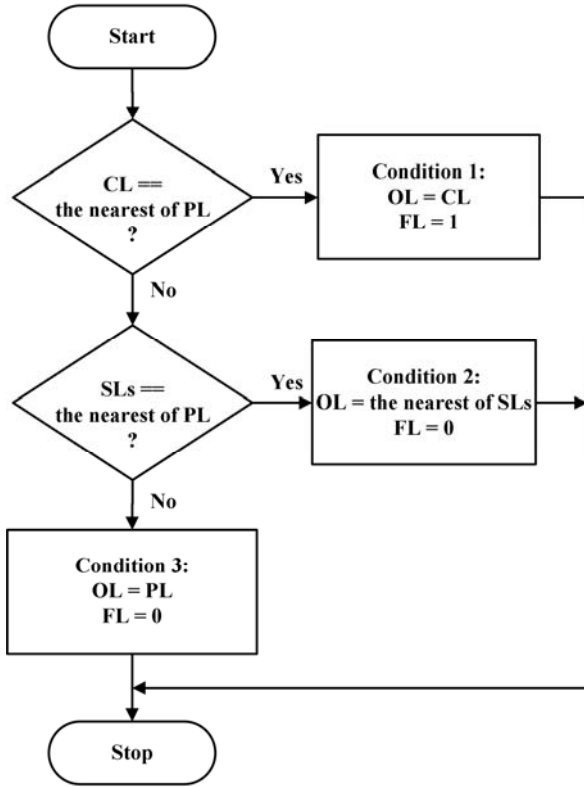 Start
CL ==
the nearest of PL
?
Yes
Condition 1:
OL = CL
FL = 1
No
SLs ==
the nearest of PL
?
Yes
Condition 2:
OL = the nearest of SLs
FL = 0
No
Condition 3:
OL = PL
FL = 0
Stop